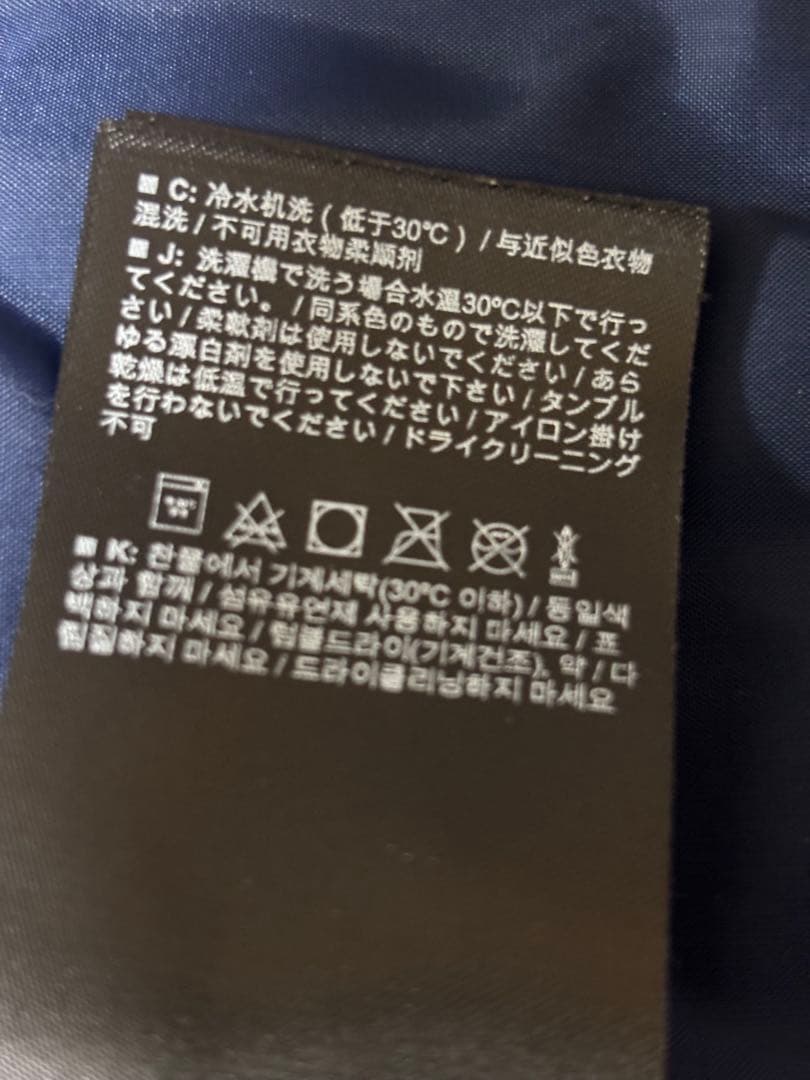 ■ C: 冷水机洗 ( 低于30℃ ) / 与近似色衣物
混洗 / 不可用衣物柔顺剂
■ J: 洗濯機で洗う場合水温30℃以下で行っ
てください。 / 同系色のもので洗濯してくだ
さい / 柔軟剤は使用しないでください / あら
ゆる漂白剤を使用しないで下さい / タンブル
乾燥は低温で行ってください / アイロン掛け
を行わないでください / ドライクリーニング
不可
■ K: 찬물에서 기계세탁(30℃ 이하) / 동일색
상과 함께 / 섬유유연제 사용하지 마세요 / 표
백하지 마세요 / 텀블드라이(기계건조), 약 / 다
림질하지 마세요 / 드라이클리닝하지 마세요